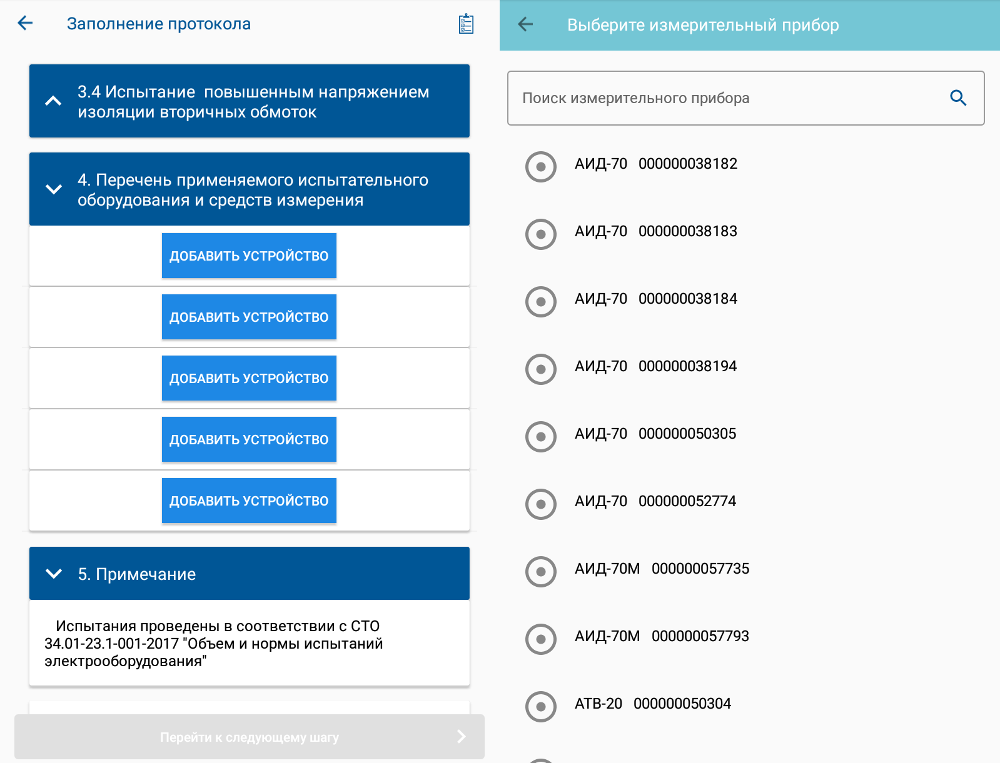 Заполнение протокола
3.4 Испытание  повышенным напряжением
изоляции вторичных обмоток
4. Перечень применяемого испытательного
оборудования и средств измерения
ДОБАВИТЬ УСТРОЙСТВО
ДОБАВИТЬ УСТРОЙСТВО
ДОБАВИТЬ УСТРОЙСТВО
ДОБАВИТЬ УСТРОЙСТВО
ДОБАВИТЬ УСТРОЙСТВО
5. Примечание
Испытания проведены в соответствии с СТО
34.01-23.1-001-2017 "Объем и нормы испытаний
электрооборудования"
Перейти к следующему шагу
Выберите измерительный прибор
Поиск измерительного прибора
АИД-70 000000038182
АИД-70 000000038183
АИД-70 000000038184
АИД-70 000000038194
АИД-70 000000050305
АИД-70 000000052774
АИД-70М 000000057735
АИД-70М 000000057793
АТВ-20 000000050304